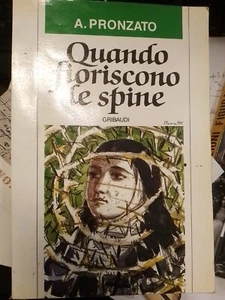 A. PRONZATO
Quando
fioriscono
le spine
GRIBAUDI